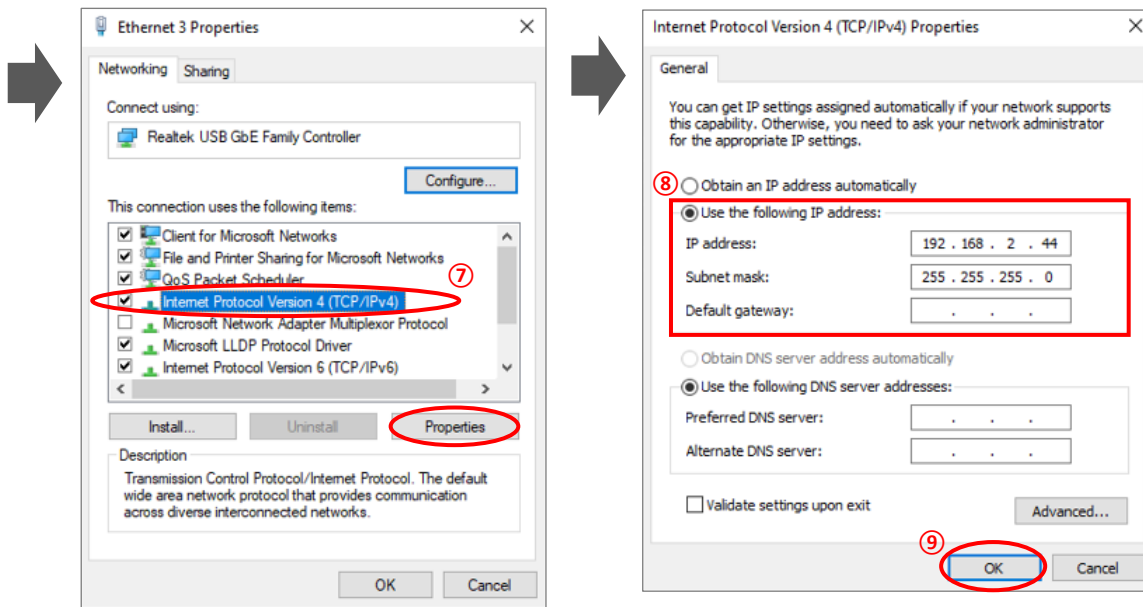 Ethernet 3 Properties
Networking Sharing
Connect using:
Realtek USB GbE Family Controller
Configure...
This connection uses the following items:
Client for Microsoft Networks
File and Printer Sharing for Microsoft Networks
QoS Packet Scheduler
⑦
Internet Protocol Version 4 (TCP/IPv4)
Microsoft Network Adapter Multiplexor Protocol
Microsoft LLDP Protocol Driver
Internet Protocol Version 6 (TCP/IPv6)
Install... Uninstall Properties
Description
Transmission Control Protocol/Internet Protocol. The default
wide area network protocol that provides communication
across diverse interconnected networks.
OK Cancel
Internet Protocol Version 4 (TCP/IPv4) Properties
General
You can get IP settings assigned automatically if your network supports
this capability. Otherwise, you need to ask your network administrator
for the appropriate IP settings.
⑧ Obtain an IP address automatically
Use the following IP address:
IP address: 192 . 168 . 2 . 44
Subnet mask: 255 . 255 . 255 . 0
Default gateway: . . .
Obtain DNS server address automatically
Use the following DNS server addresses:
Preferred DNS server: . . .
Alternate DNS server: . . .
Validate settings upon exit
Advanced...
⑨
OK Cancel